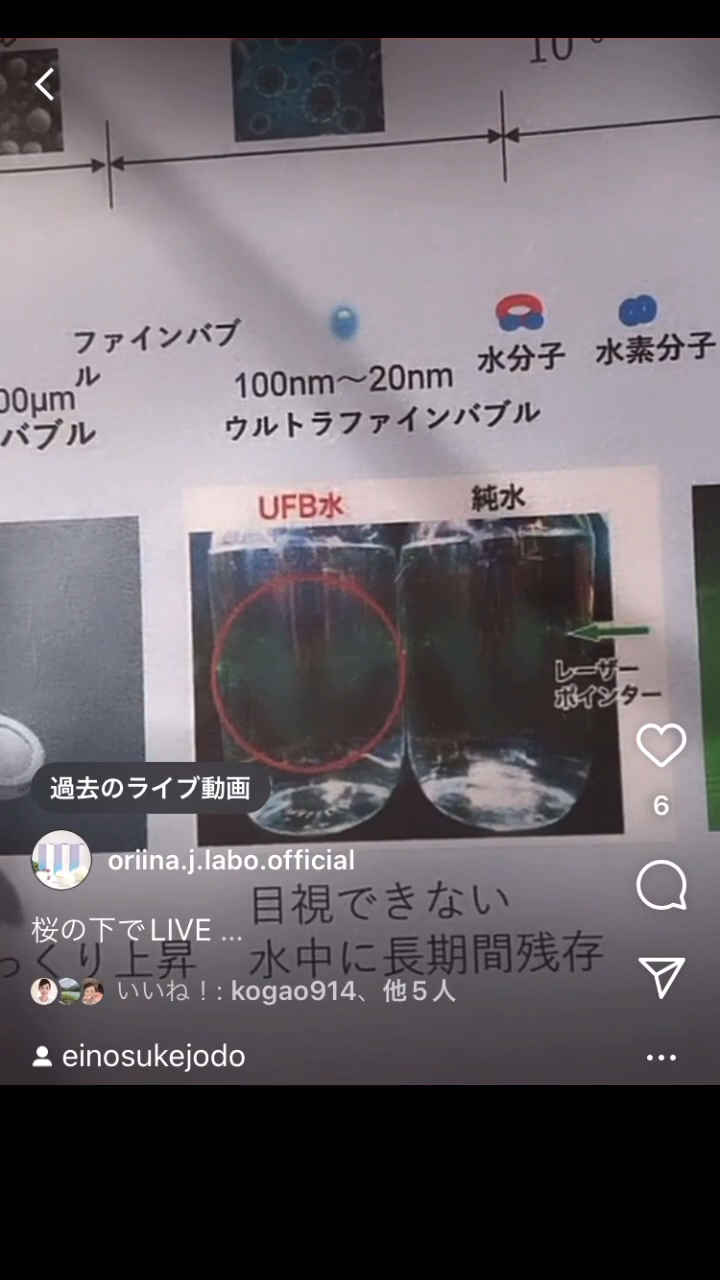 ファインバブ
ル
00μm
バブル
100nm～20nm
ウルトラファインバブル
水分子
水素分子
UFB水
純水
レーザー
ポインター
過去のライブ動画
oriina.j.labo.official
目視できない
桜の下でLIVE ...
っくり上昇
水中に長期間残存
いいね！: kogao914、他5人
6
einosukejodo